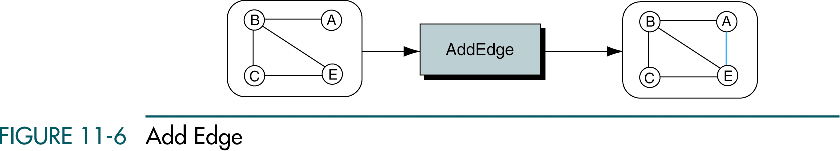 B A B A
AddEdge
C E C E
FIGURE 11-6 Add Edge